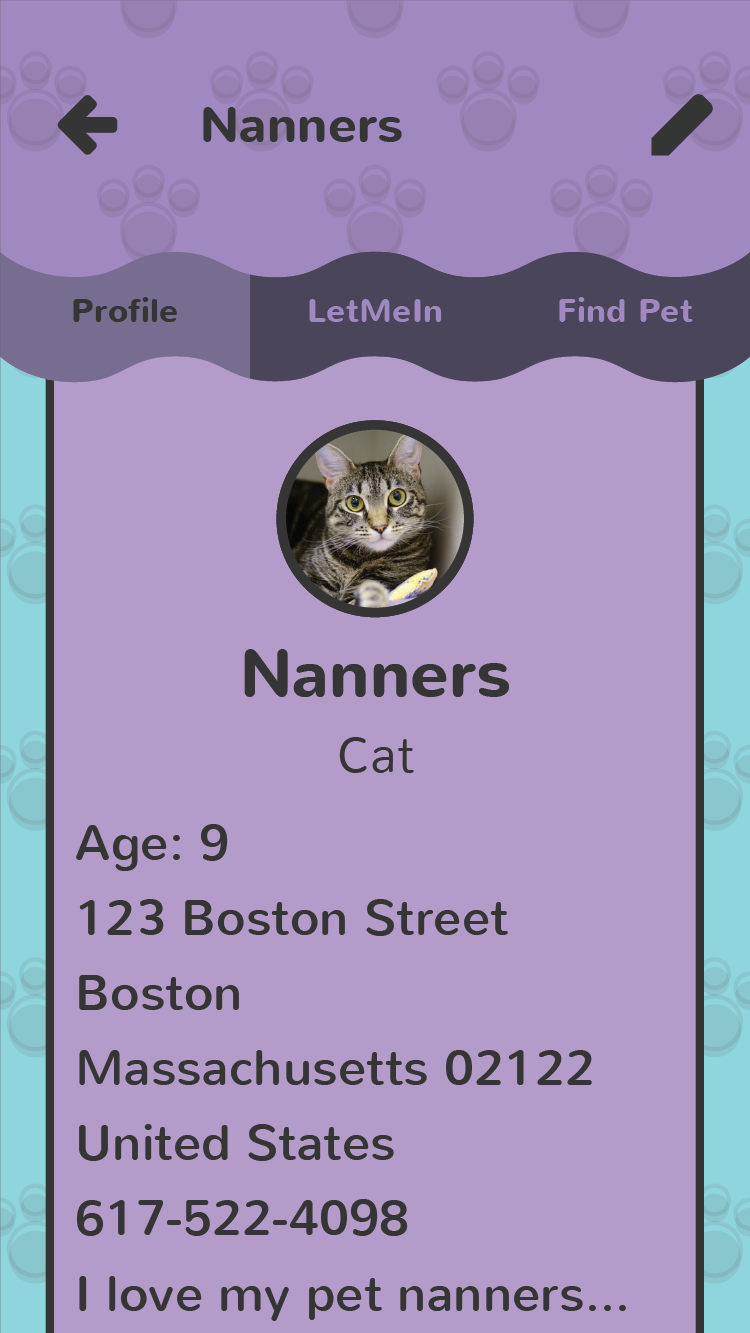 Nanners
Profile LetMeIn Find Pet
Nanners
Cat
Age: 9
123 Boston Street
Boston
Massachusetts 02122
United States
617-522-4098
I love my pet nanners...